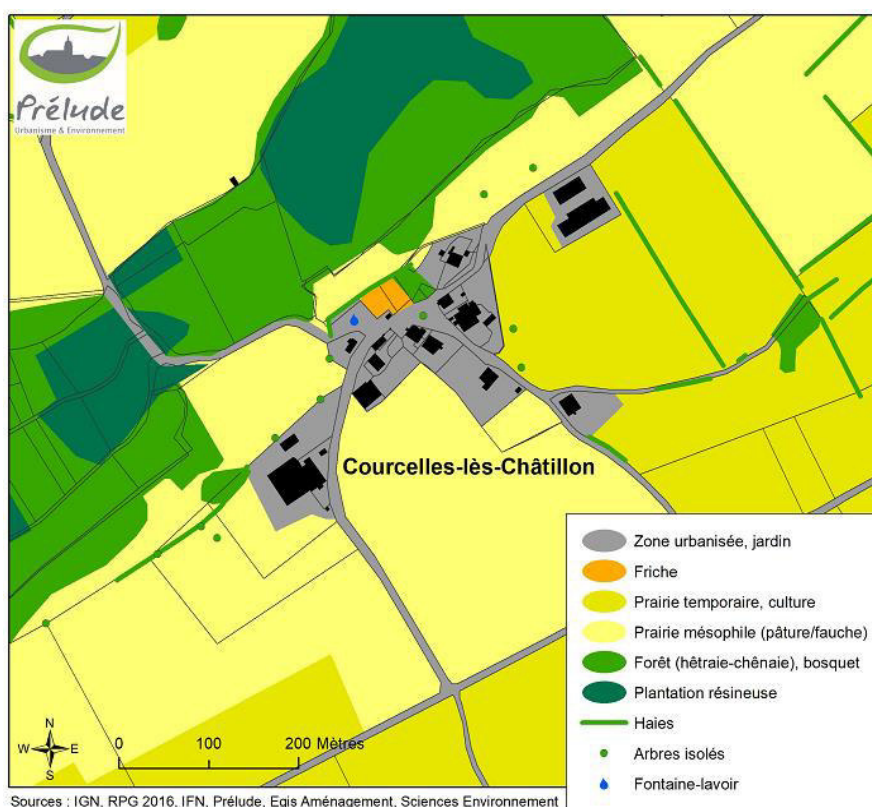 Prélude
Urbanisme & Environnement
Courcelles-lès-Châtillon
Zone urbanisée, jardin
Friche
Prairie temporaire, culture
Prairie mésophile (pâture/fauche)
Forêt (hêtraie-chênaie), bosquet
Plantation résineuse
Haies
Arbres isolés
Fontaine-lavoir
N
W E
S
0 100 200 Mètres
Sources : IGN, RPG 2016, IFN, Prélude, Egis Aménagement, Sciences Environnement